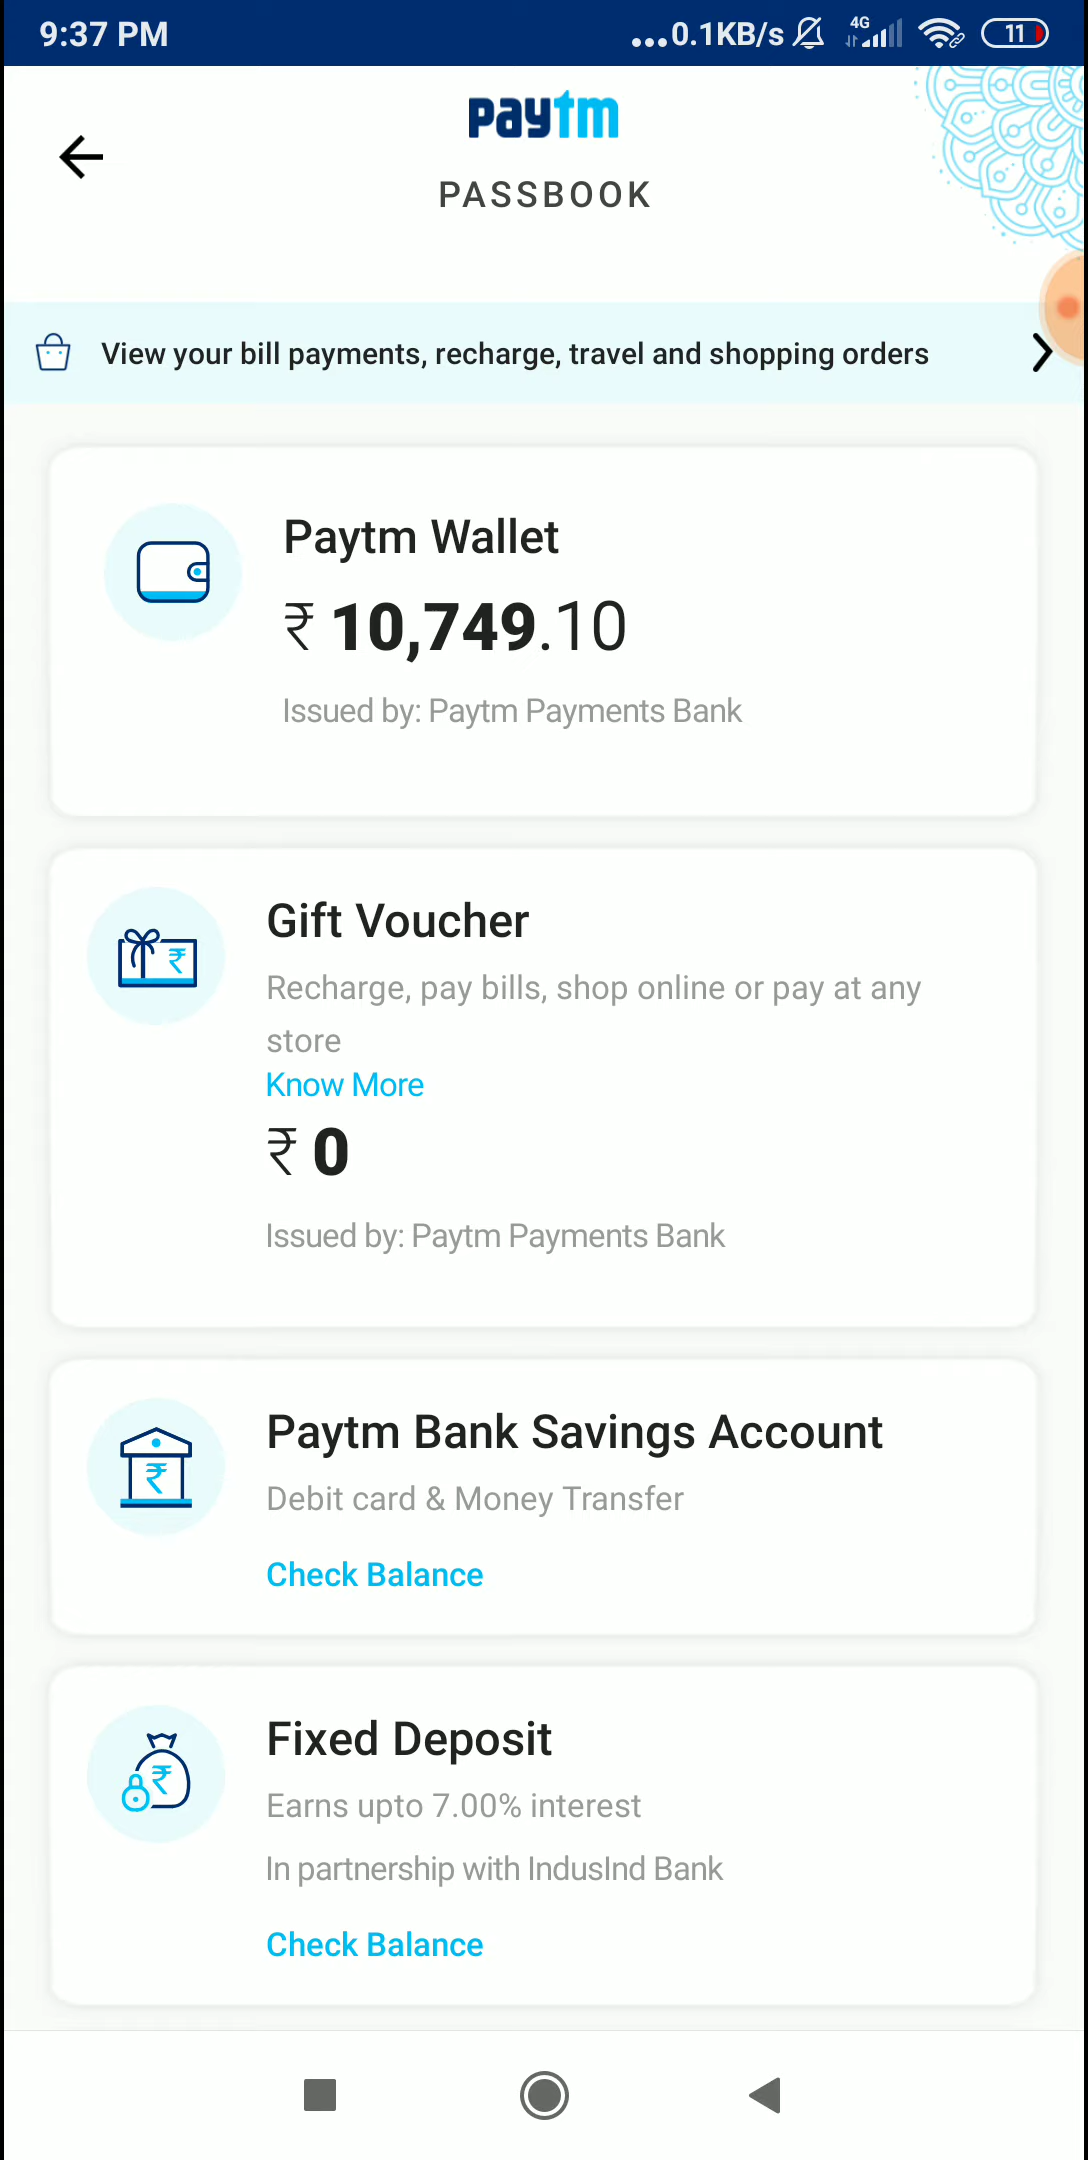 9:37 PM
...0.1KB/s 4G 11
paytm
PASSBOOK
View your bill payments, recharge, travel and shopping orders
Paytm Wallet
₹ 10,749.10
Issued by: Paytm Payments Bank
Gift Voucher
Recharge, pay bills, shop online or pay at any
store
Know More
₹ 0
Issued by: Paytm Payments Bank
Paytm Bank Savings Account
Debit card & Money Transfer
Check Balance
Fixed Deposit
Earns upto 7.00% interest
In partnership with IndusInd Bank
Check Balance